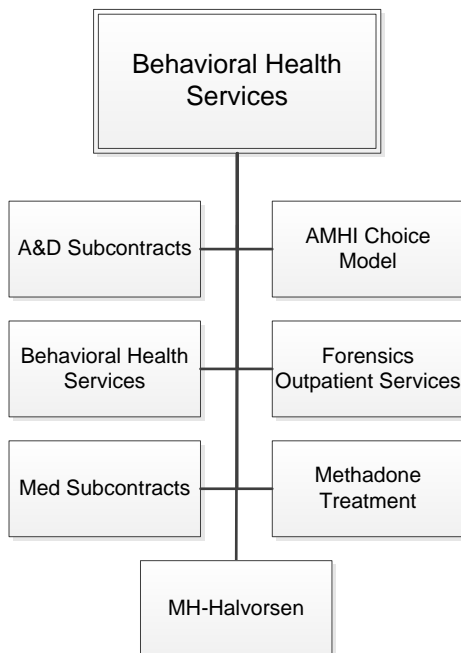 Behavioral Health
Services
A&D Subcontracts
AMHI Choice
Model
Behavioral Health
Services
Forensics
Outpatient Services
Med Subcontracts
Methadone
Treatment
MH-Halvorsen